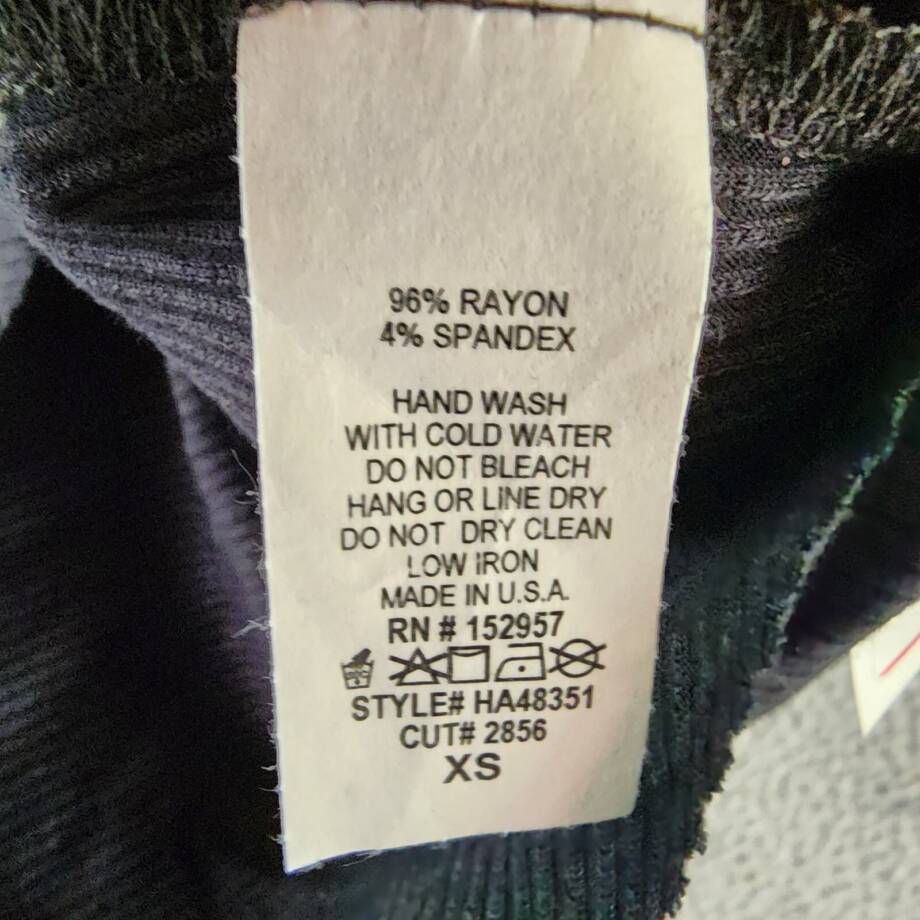 96% RAYON
4% SPANDEX
HAND WASH
WITH COLD WATER
DO NOT BLEACH
HANG OR LINE DRY
DO NOT DRY CLEAN
LOW IRON
MADE IN U.S.A.
RN # 152957
STYLE# HA48351
CUT# 2856
XS